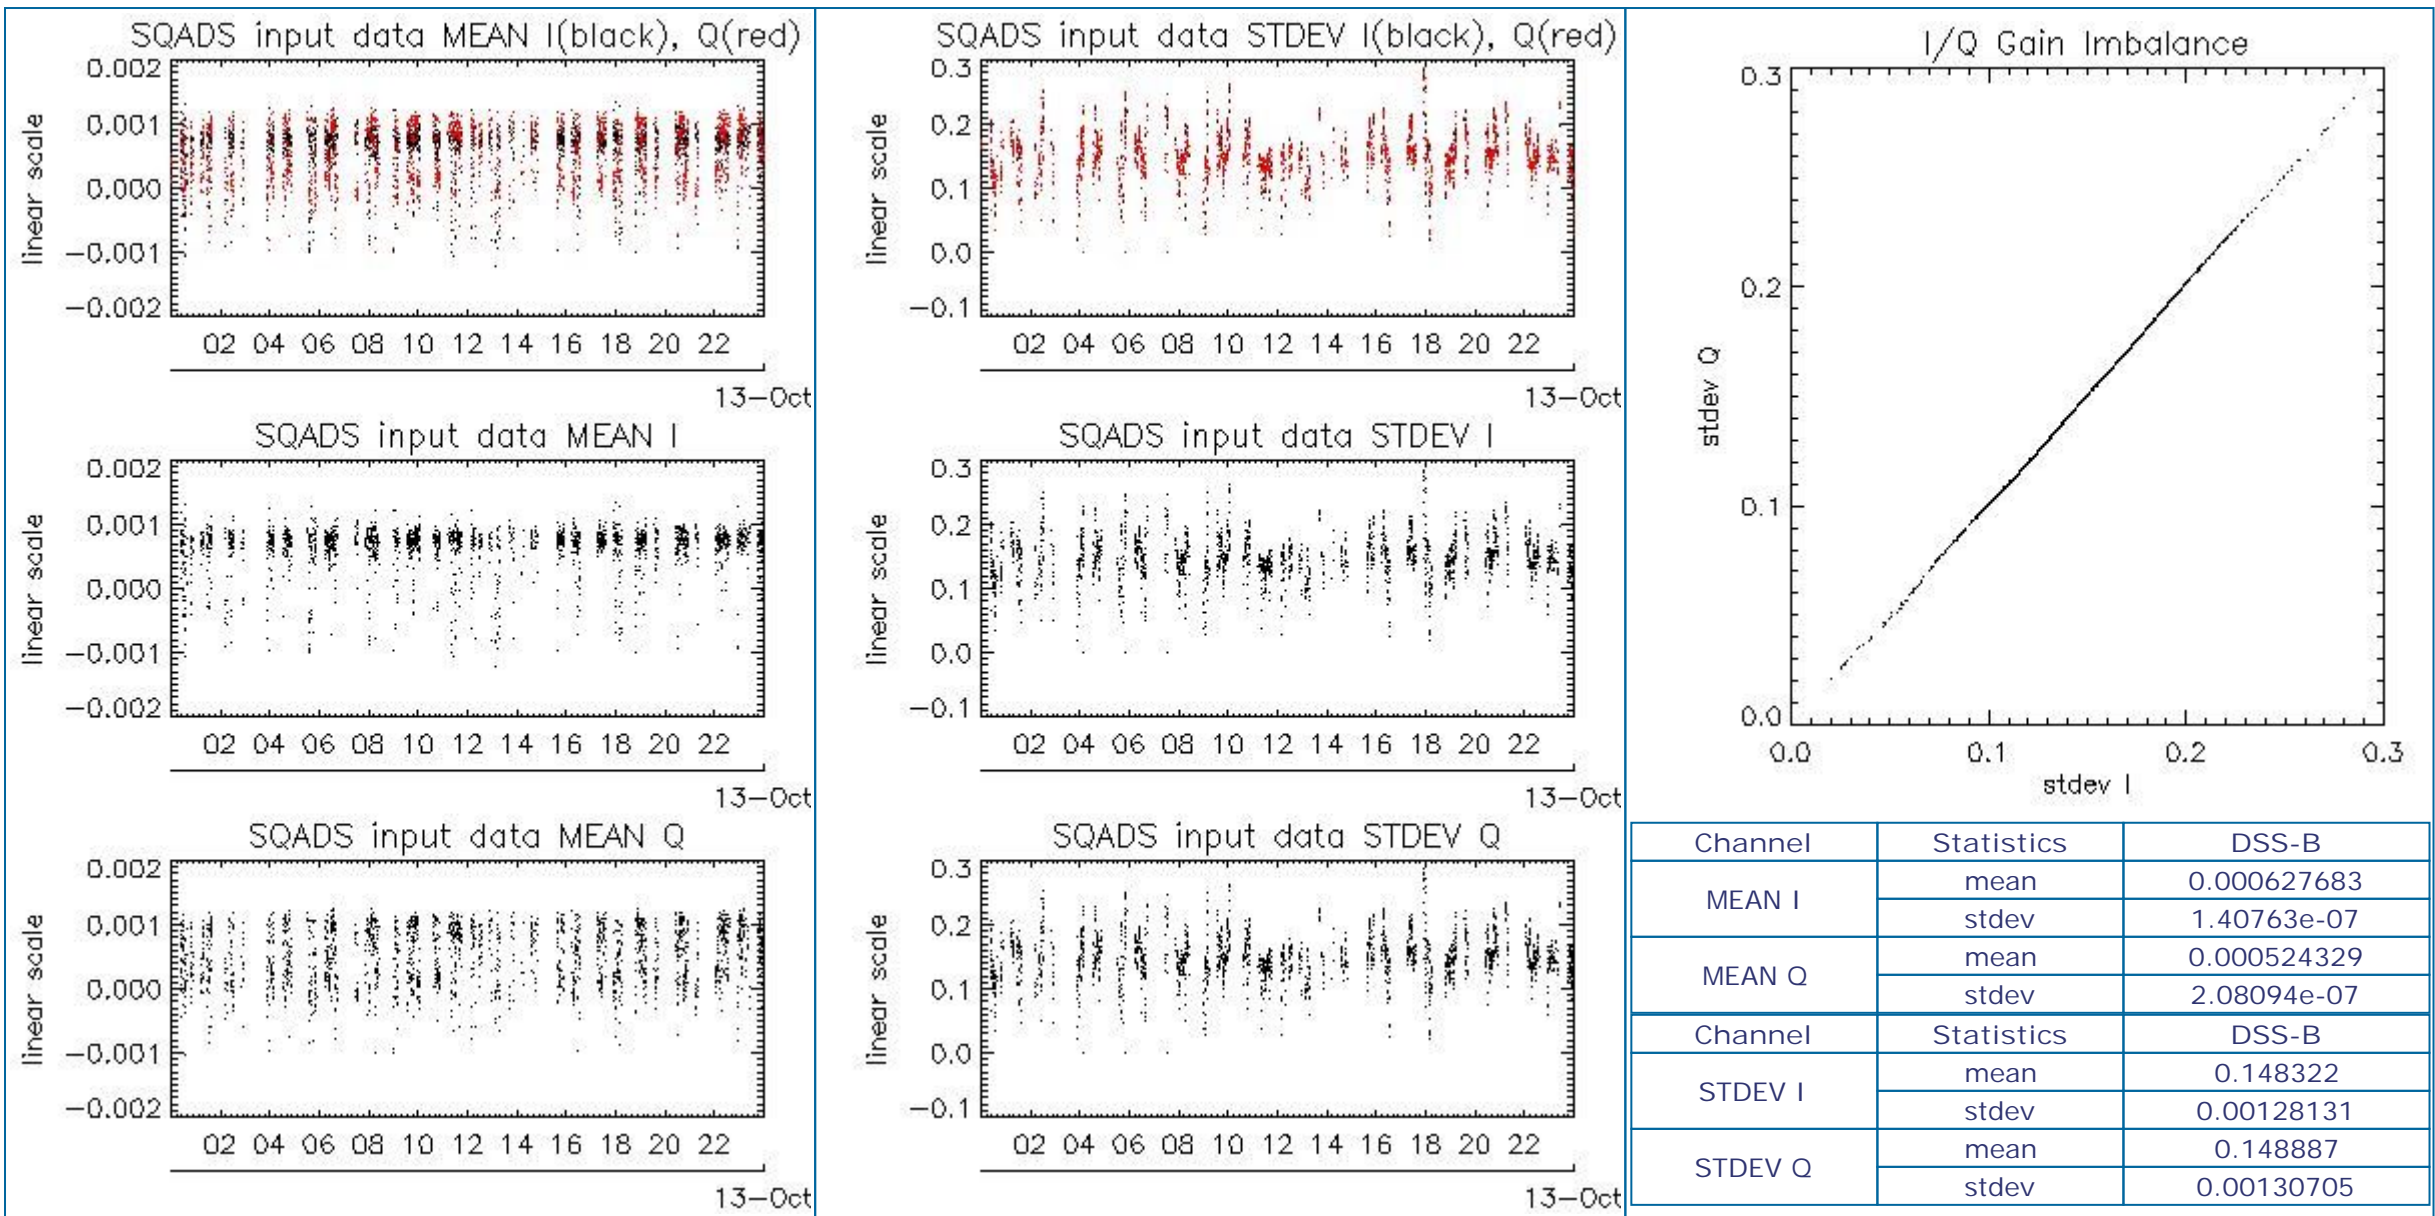 SQADS input data MEAN I(black), Q(red)
linear scale
0.002
0.001
0.000
−0.001
−0.002
02 04 06 08 10 12 14 16 18 20 22
13−Oct
SQADS input data MEAN I
linear scale
0.002
0.001
0.000
−0.001
−0.002
02 04 06 08 10 12 14 16 18 20 22
13−Oct
SQADS input data MEAN Q
linear scale
0.002
0.001
0.000
−0.001
−0.002
02 04 06 08 10 12 14 16 18 20 22
13−Oct
SQADS input data STDEV I(black), Q(red)
linear scale
0.3
0.2
0.1
0.0
−0.1
02 04 06 08 10 12 14 16 18 20 22
13−Oct
SQADS input data STDEV I
linear scale
0.3
0.2
0.1
0.0
−0.1
02 04 06 08 10 12 14 16 18 20 22
13−Oct
SQADS input data STDEV Q
linear scale
0.3
0.2
0.1
0.0
−0.1
02 04 06 08 10 12 14 16 18 20 22
13−Oct
I/Q Gain Imbalance
stdev Q
0.3
0.2
0.1
0.0
0.0 0.1 0.2 0.3
stdev I
Channel Statistics DSS-B
MEAN I mean 0.000627683
stdev 1.40763e-07
MEAN Q mean 0.000524329
stdev 2.08094e-07
Channel Statistics DSS-B
STDEV I mean 0.148322
stdev 0.00128131
STDEV Q mean 0.148887
stdev 0.00130705